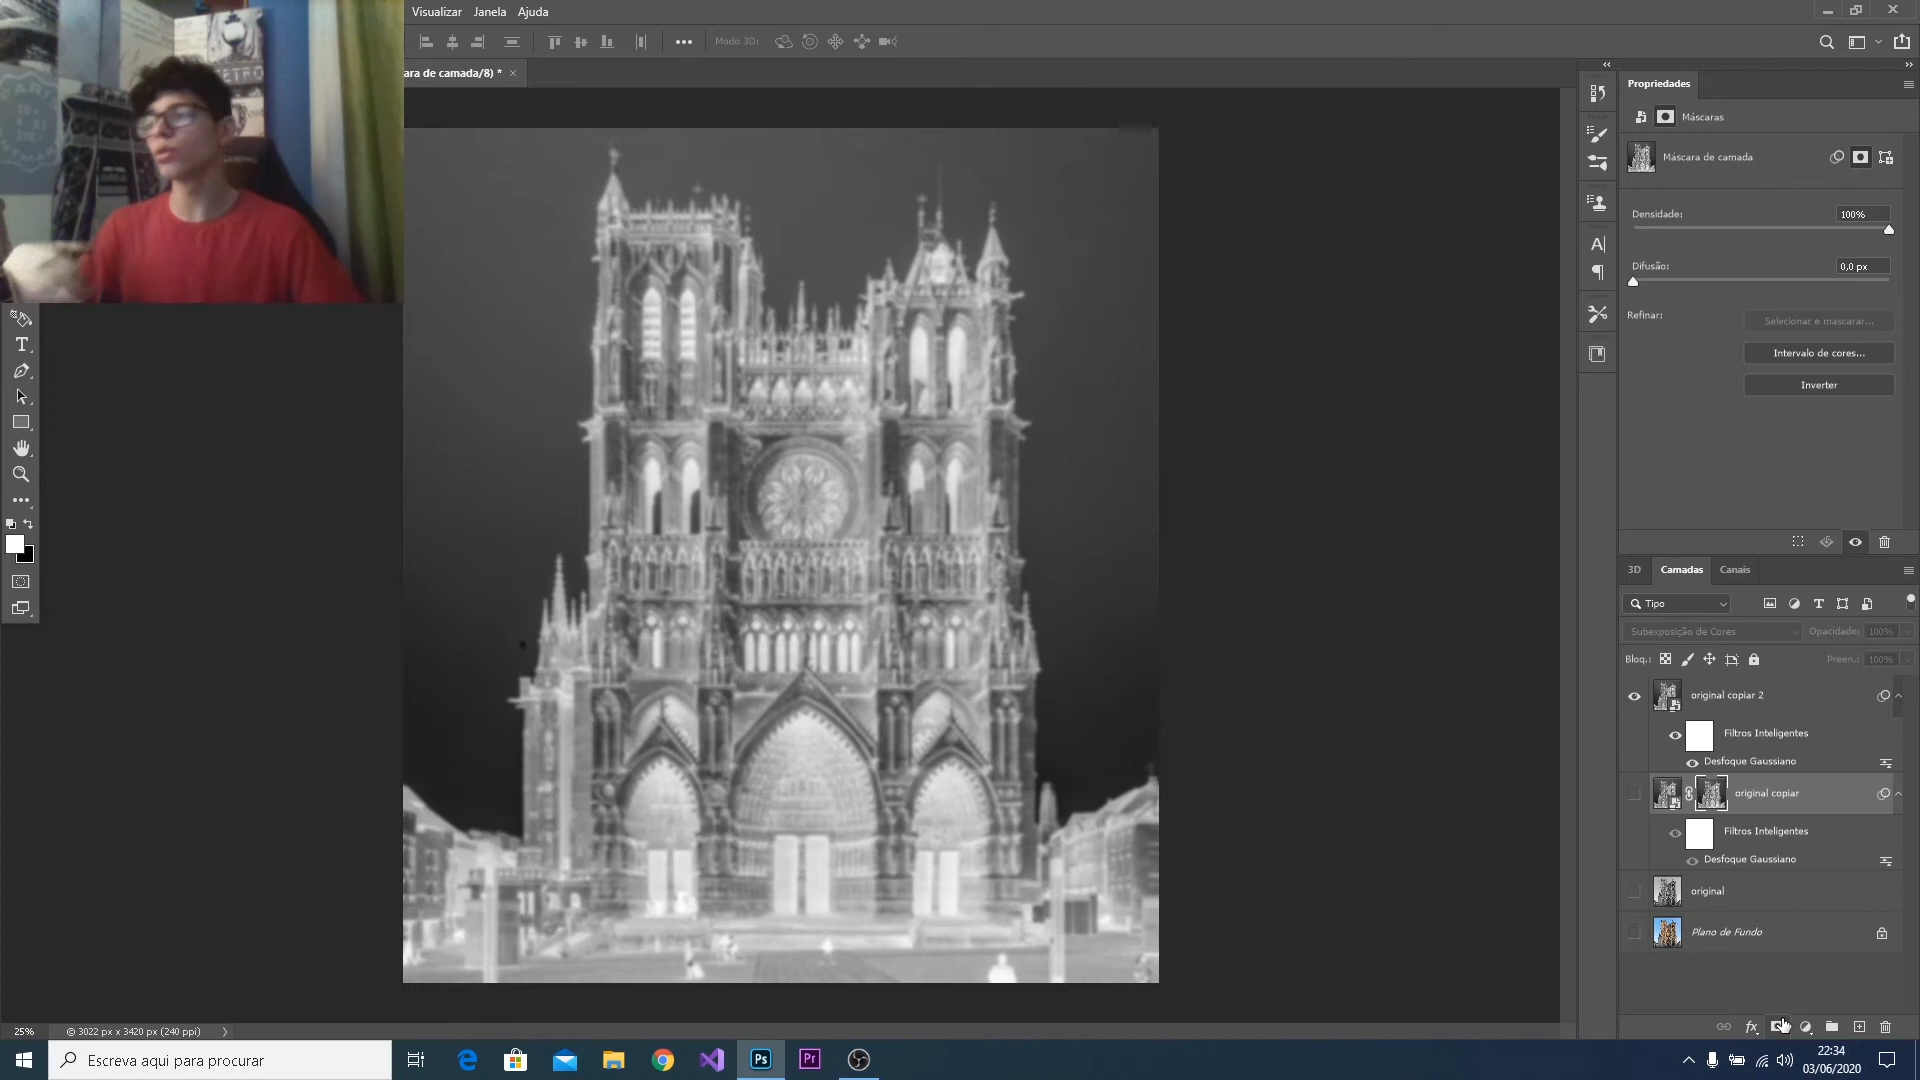 Visualizar Janela Ajuda
Modo 3D:
ara de camada/8) *
Propriedades
Máscaras
Máscara de camada
Densidade: 100%
Difusão: 0,0 px
Refinar: Selecionar e mascarar...
Intervalo de cores...
Inverter
3D Camadas Canais
Tipo
Subexposição de Cores Opacidade: 100%
Bloq.: Preen.: 100%
original copiar 2
Filtros Inteligentes
Desfoque Gaussiano
original copiar
Filtros Inteligentes
Desfoque Gaussiano
original
Plano de Fundo
fx
25% © 3022 px x 3420 px (240 ppi)
Escreva aqui para procurar
Ps
Pr
22:34
03/06/2020